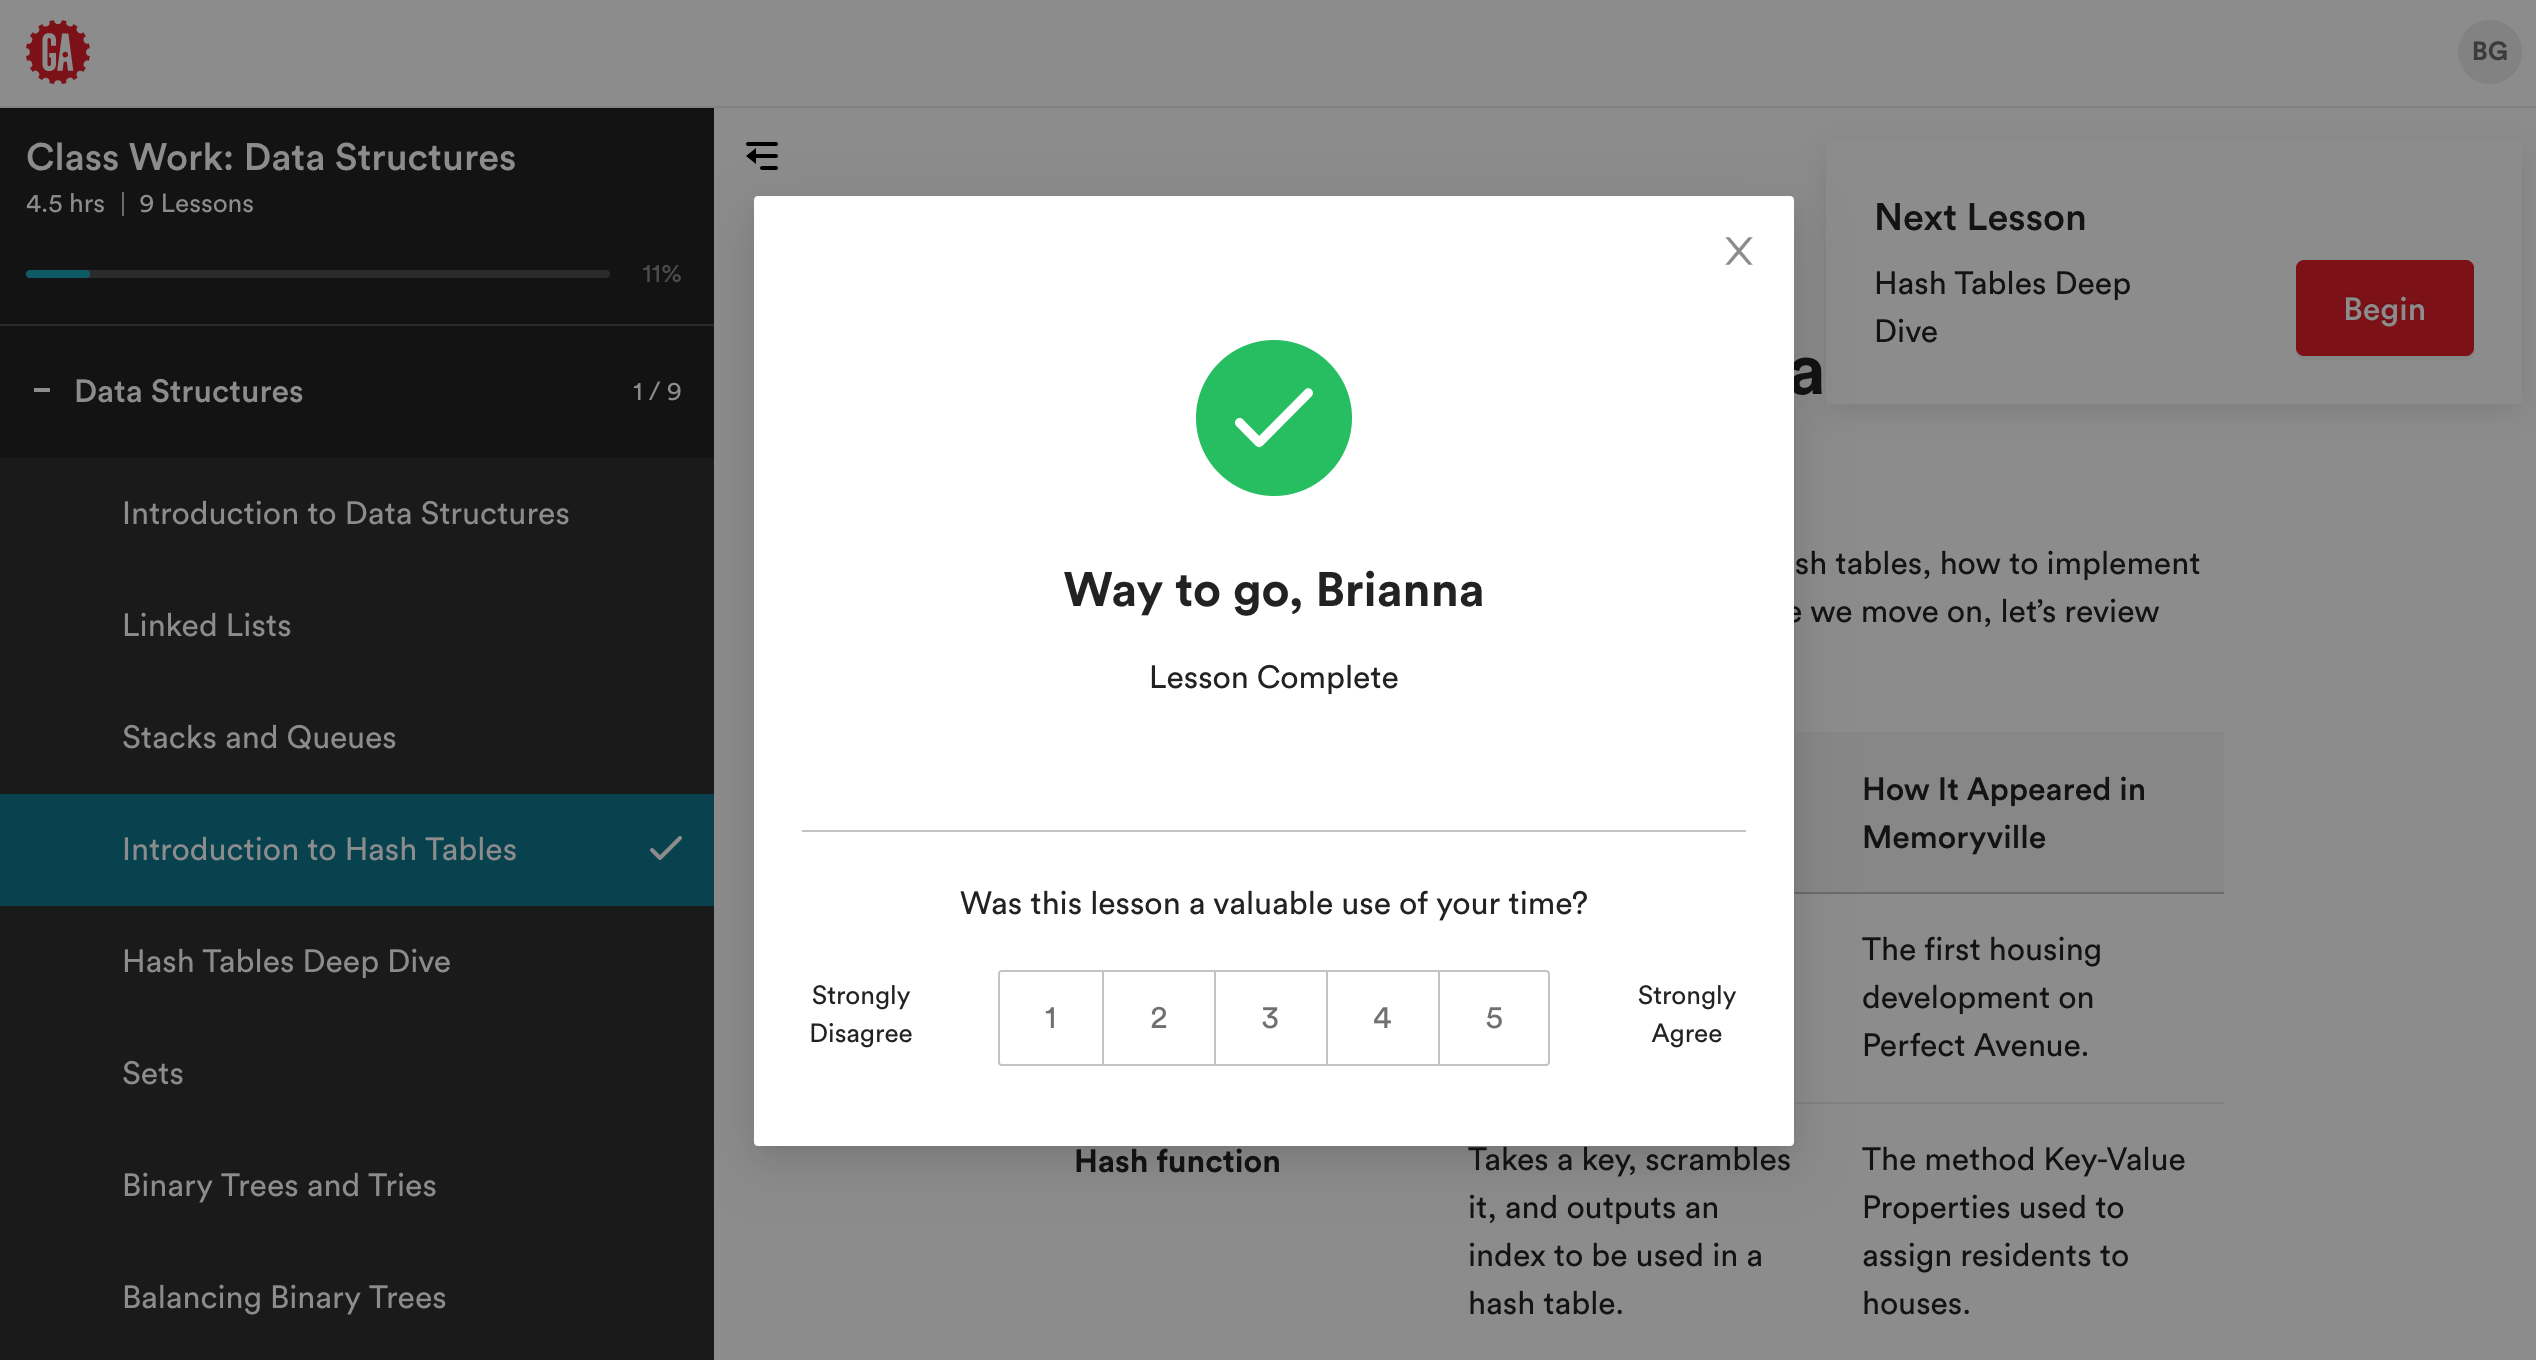 GA
BG
Class Work: Data Structures
4.5 hrs | 9 Lessons
11%
Data Structures
1 / 9
Introduction to Data Structures
Linked Lists
Stacks and Queues
Introduction to Hash Tables
Hash Tables Deep Dive
Sets
Binary Trees and Tries
Balancing Binary Trees
X
Way to go, Brianna
Lesson Complete
Was this lesson a valuable use of your time?
Strongly
Disagree
1 2 3 4 5
Strongly
Agree
Next Lesson
Hash Tables Deep
Dive
Begin
tables, how to implement
we move on, let’s review
How It Appeared in
Memoryville
The first housing
development on
Perfect Avenue.
Hash function
Takes a key, scrambles
it, and outputs an
index to be used in a
hash table.
The method Key-Value
Properties used to
assign residents to
houses.